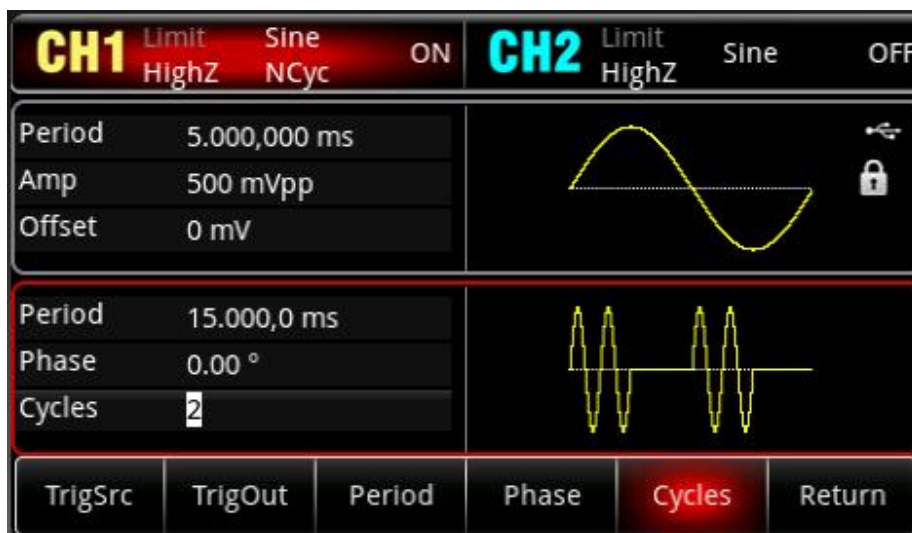 CH1 Limit Sine ON CH2 Limit Sine OFF
HighZ NCyc HighZ
Period 5.000,000 ms
Amp 500 mVpp
Offset 0 mV
Period 15.000,0 ms
Phase 0.00 °
Cycles 2
TrigSrc TrigOut Period Phase Cycles Return